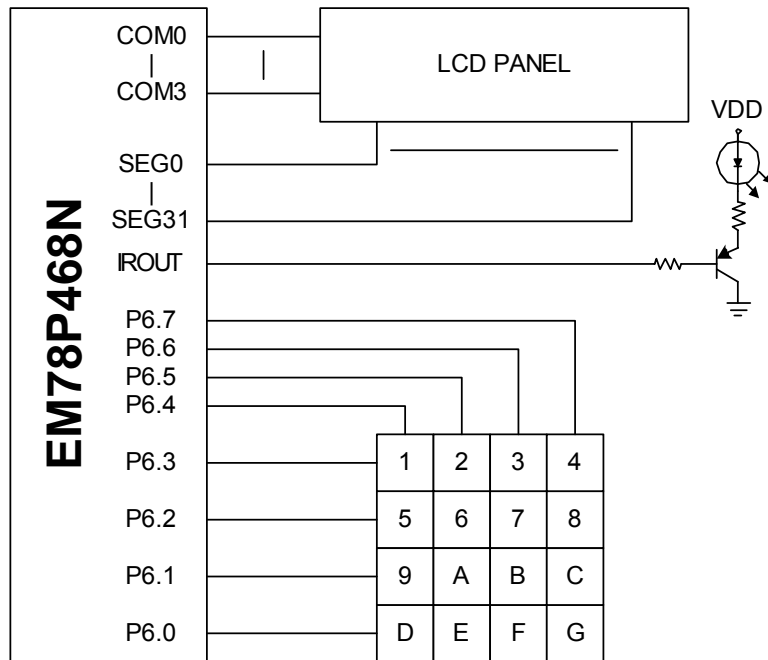 EM78P468N
COM0
COM3
SEG0
SEG31
IROUT
P6.7
P6.6
P6.5
P6.4
P6.3
P6.2
P6.1
P6.0
LCD PANEL
VDD
1 2 3 4
5 6 7 8
9 A B C
D E F G